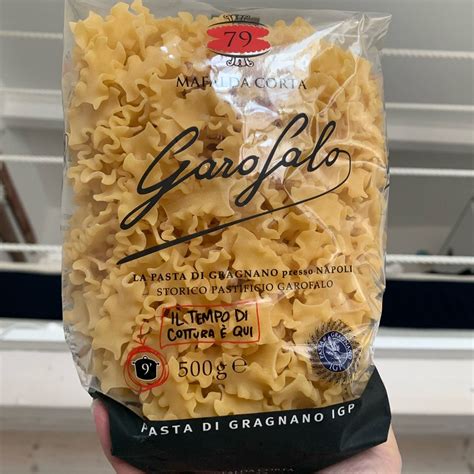 79
MAFALDA CORTA
Garofalo
LA PASTA DI GRAGNANO presso NAPOLI
STORICO PASTIFICIO GAROFALO
IL TEMPO DI
COTTURA È QUI
9'
500g e
PASTA DI GRAGNANO IGP